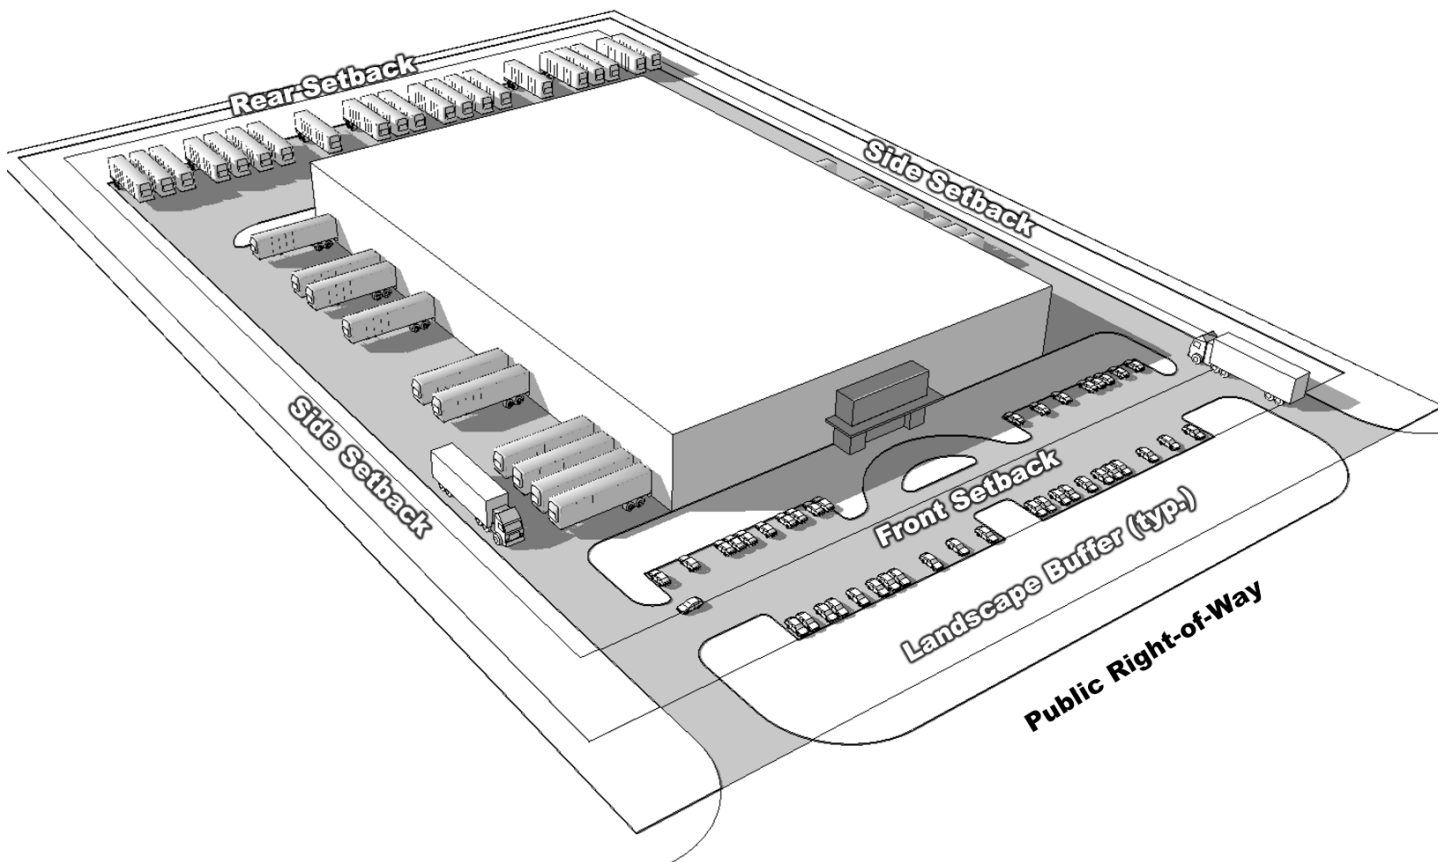 Rear Setback
Side Setback
Side Setback
Front Setback
Landscape Buffer (typ.)
Public Right-of-Way